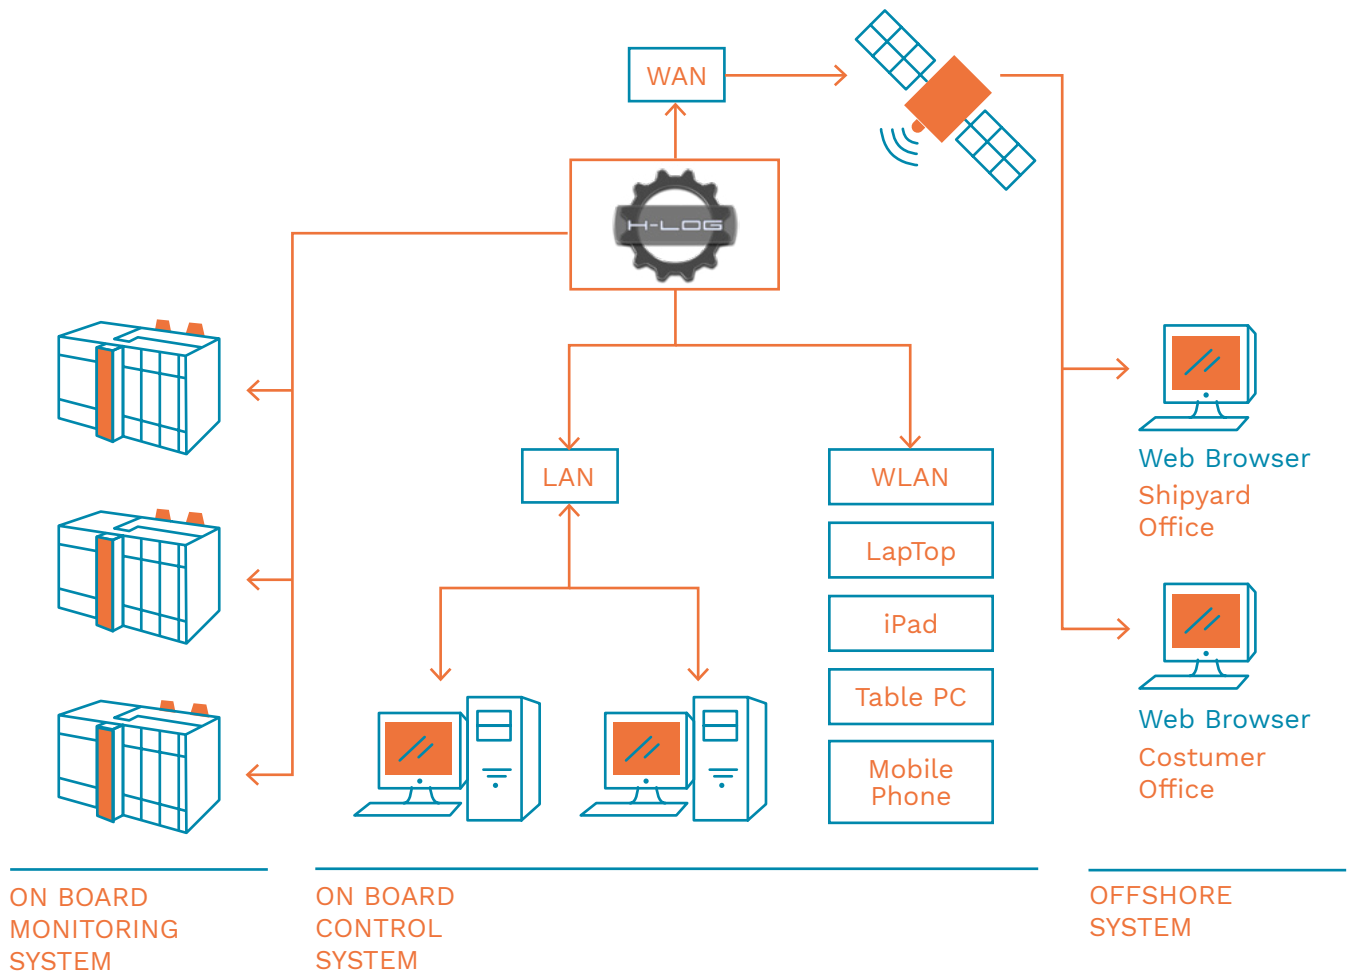 WAN
H-LOG
LAN
WLAN
LapTop
iPad
Table PC
Mobile
Phone
Web Browser
Shipyard
Office
Web Browser
Costumer
Office
ON BOARD
MONITORING
SYSTEM
ON BOARD
CONTROL
SYSTEM
OFFSHORE
SYSTEM